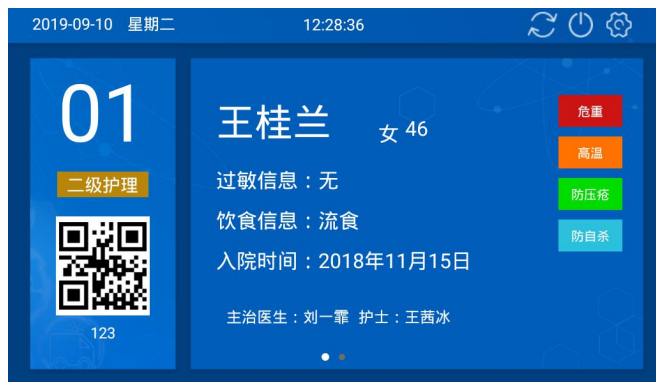 2019-09-10 星期二 12:28:36
01
二级护理
123
王桂兰 女 46
过敏信息：无
饮食信息：流食
入院时间：2018年11月15日
主治医生：刘一霏 护士：王茜冰
危重
高温
防压疮
防自杀